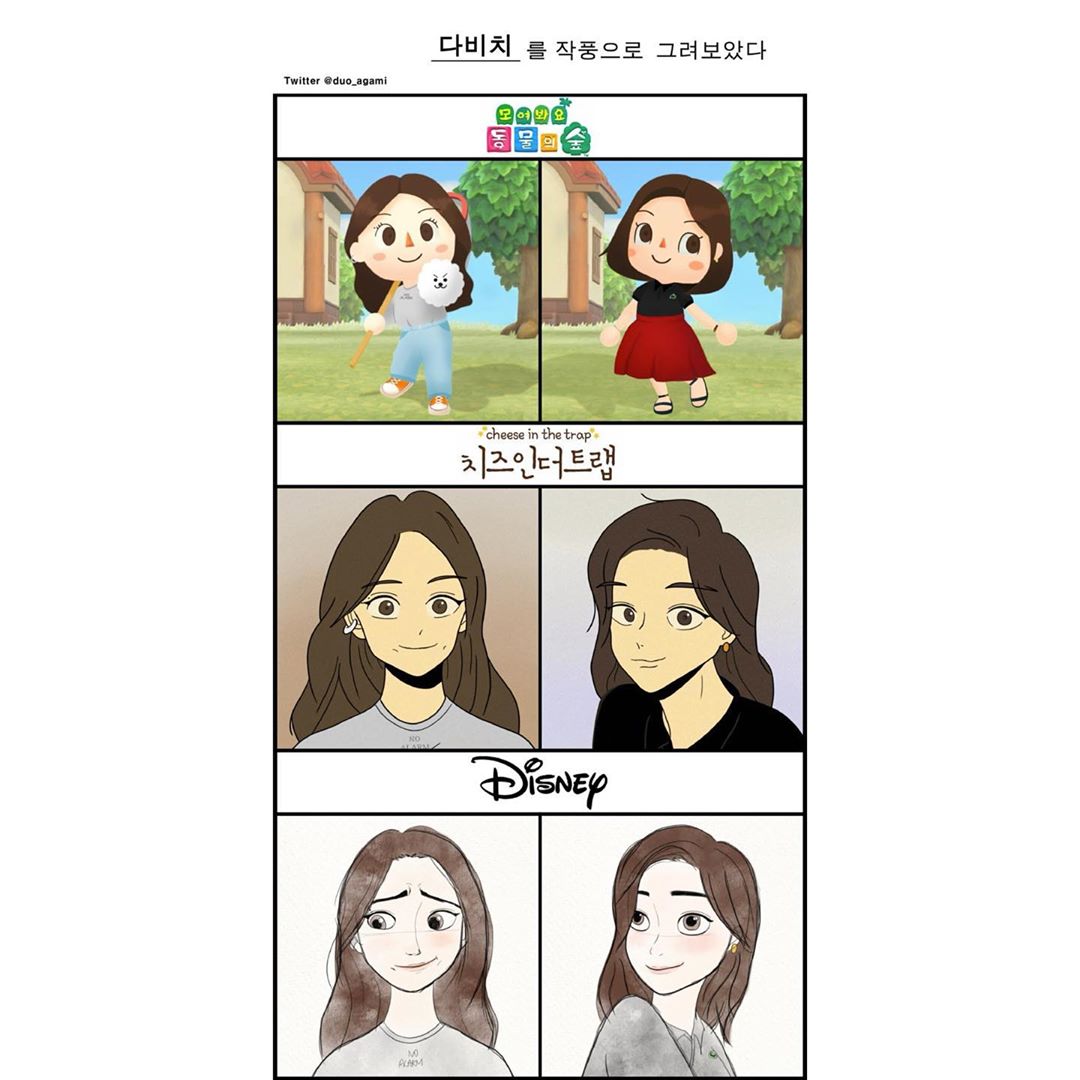 다비치 를 작풍으로 그려보았다
Twitter @duo_agami
모여봐요
동물의 숲
cheese in the trap
치즈인더트랩
NO
ALARM
DISNEY
NO
ALARM